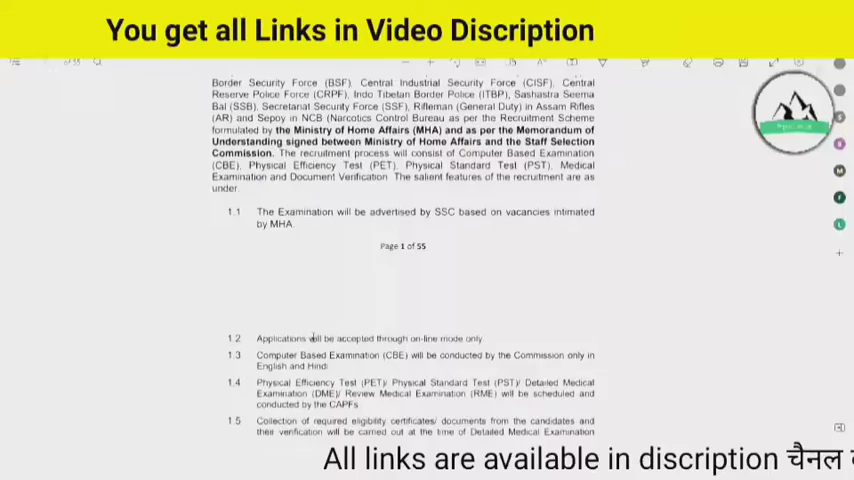 You get all Links in Video Discription
Border Security Force (BSF), Central Industrial Security Force (CISF), Central
Reserve Police Force (CRPF), Indo Tibetan Border Police (ITBP), Sashastra Seema
Bal (SSB), Secretariat Security Force (SSF), Rifleman (General Duty) in Assam Rifles
(AR) and Sepoy in NCB (Narcotics Control Bureau as per the Recruitment Scheme
formulated by the Ministry of Home Affairs (MHA) and as per the Memorandum of
Understanding signed between Ministry of Home Affairs and the Staff Selection
Commission. The recruitment process will consist of Computer Based Examination
(CBE), Physical Efficiency Test (PET), Physical Standard Test (PST), Medical
Examination and Document Verification. The salient features of the recruitment are as
under.
1.1 The Examination will be advertised by SSC based on vacancies intimated
by MHA.
Page 1 of 55
1.2 Applications will be accepted through on-line mode only
1.3 Computer Based Examination (CBE) will be conducted by the Commission only in
English and Hindi
1.4 Physical Efficiency Test (PET)/ Physical Standard Test (PST)/ Detailed Medical
Examination (DME)/ Review Medical Examination (RME) will be scheduled and
conducted by the CAPFs
1.5 Collection of required eligibility certificates/ documents from the candidates and
their verification will be carried out at the time of Detailed Medical Examination
All links are available in discription चैनल